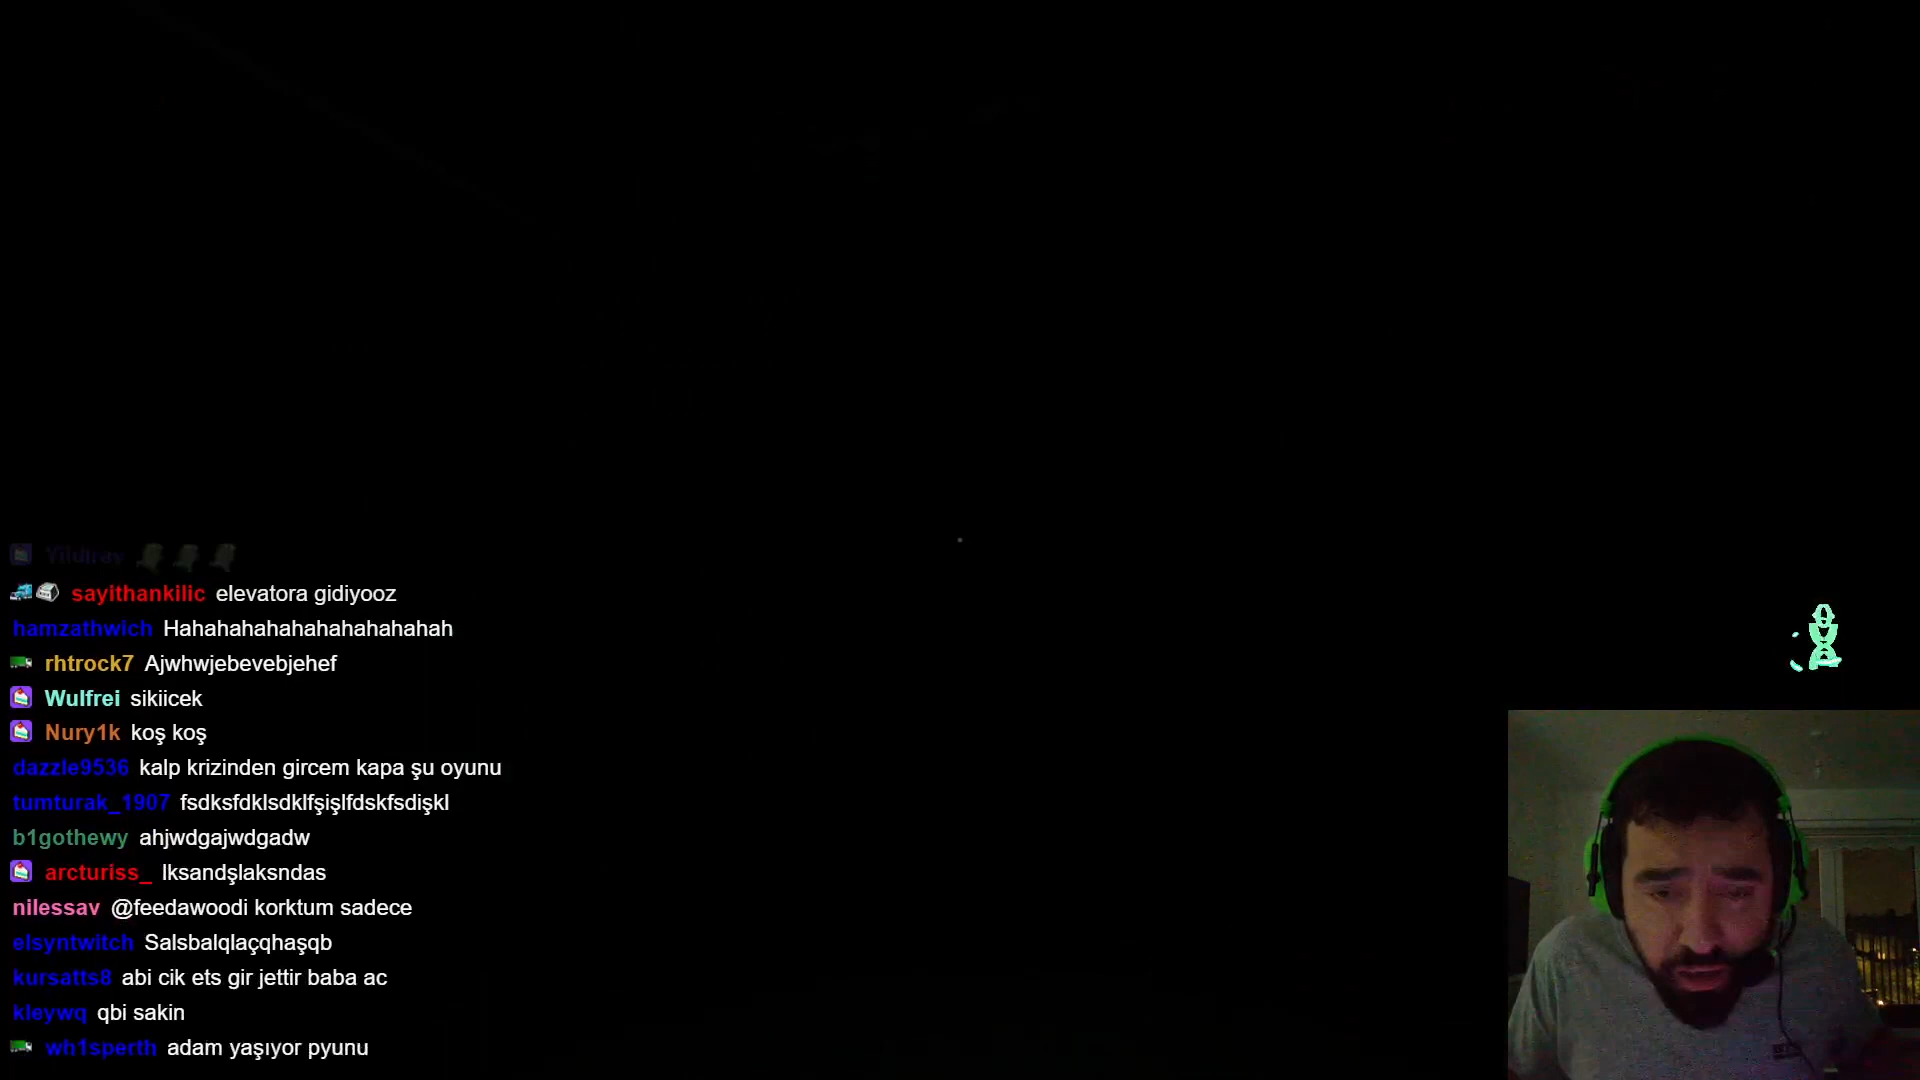 Yildiray
sayithankilic elevatora gidiyooz
hamzathwich Hahahahahahahahahahah
rhtrock7 Ajwhwjebevebjehef
Wulfrei sikiicek
Nury1k koş koş
dazzle9536 kalp krizinden gircem kapa şu oyunu
tumturak_1907 fsdksfdklsdklfşişlfdskfsdişkl
b1gothewy ahjwdgajwdgadw
arcturiss_ lksandşlaksndas
nilessav @feedawoodi korktum sadece
elsyntwitch Salsbalqlaçqhaşqb
kursatts8 abi cik ets gir jettir baba ac
kleywq qbi sakin
wh1sperth adam yaşıyor pyunu